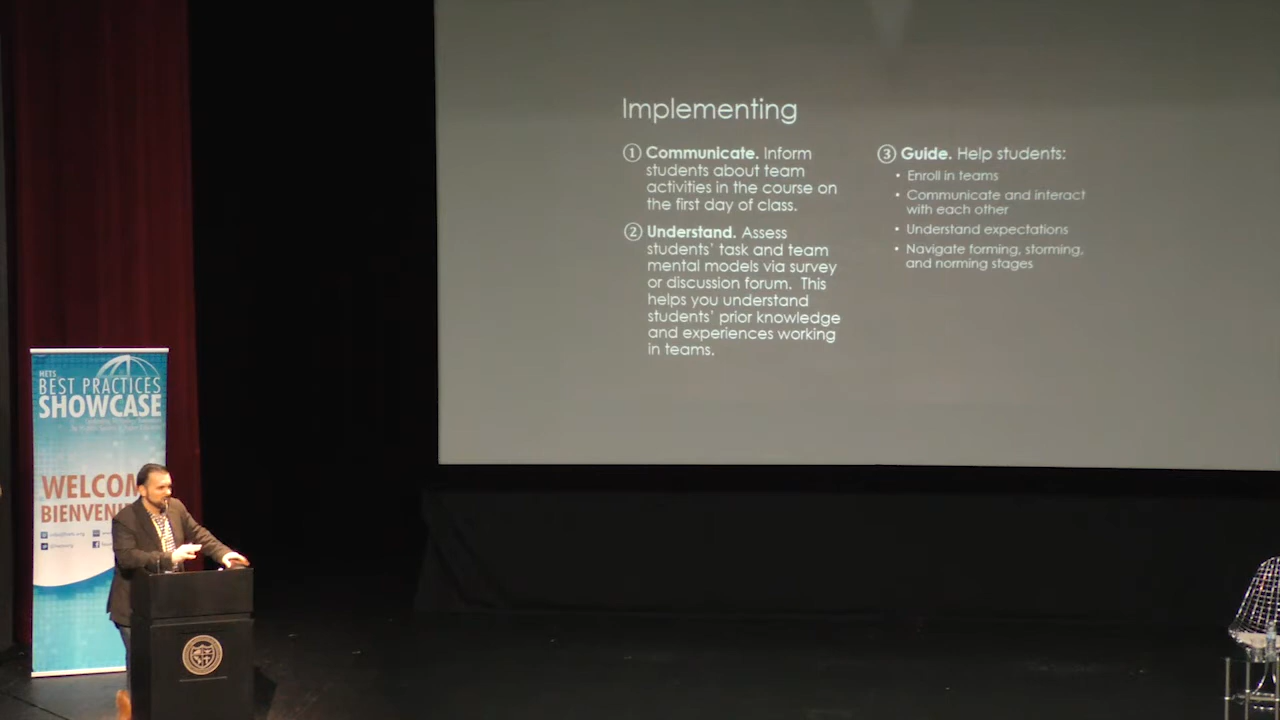 Implementing
① Communicate. Inform
students about team
activities in the course on
the first day of class.
② Understand. Assess
students' task and team
mental models via survey
or discussion forum. This
helps you understand
students' prior knowledge
and experiences working
in teams.
③ Guide. Help students:
• Enroll in teams
• Communicate and interact
with each other
• Understand expectations
• Navigate forming, storming,
and norming stages
HETS
BEST PRACTICES
SHOWCASE
WELCOM
BIENVENI